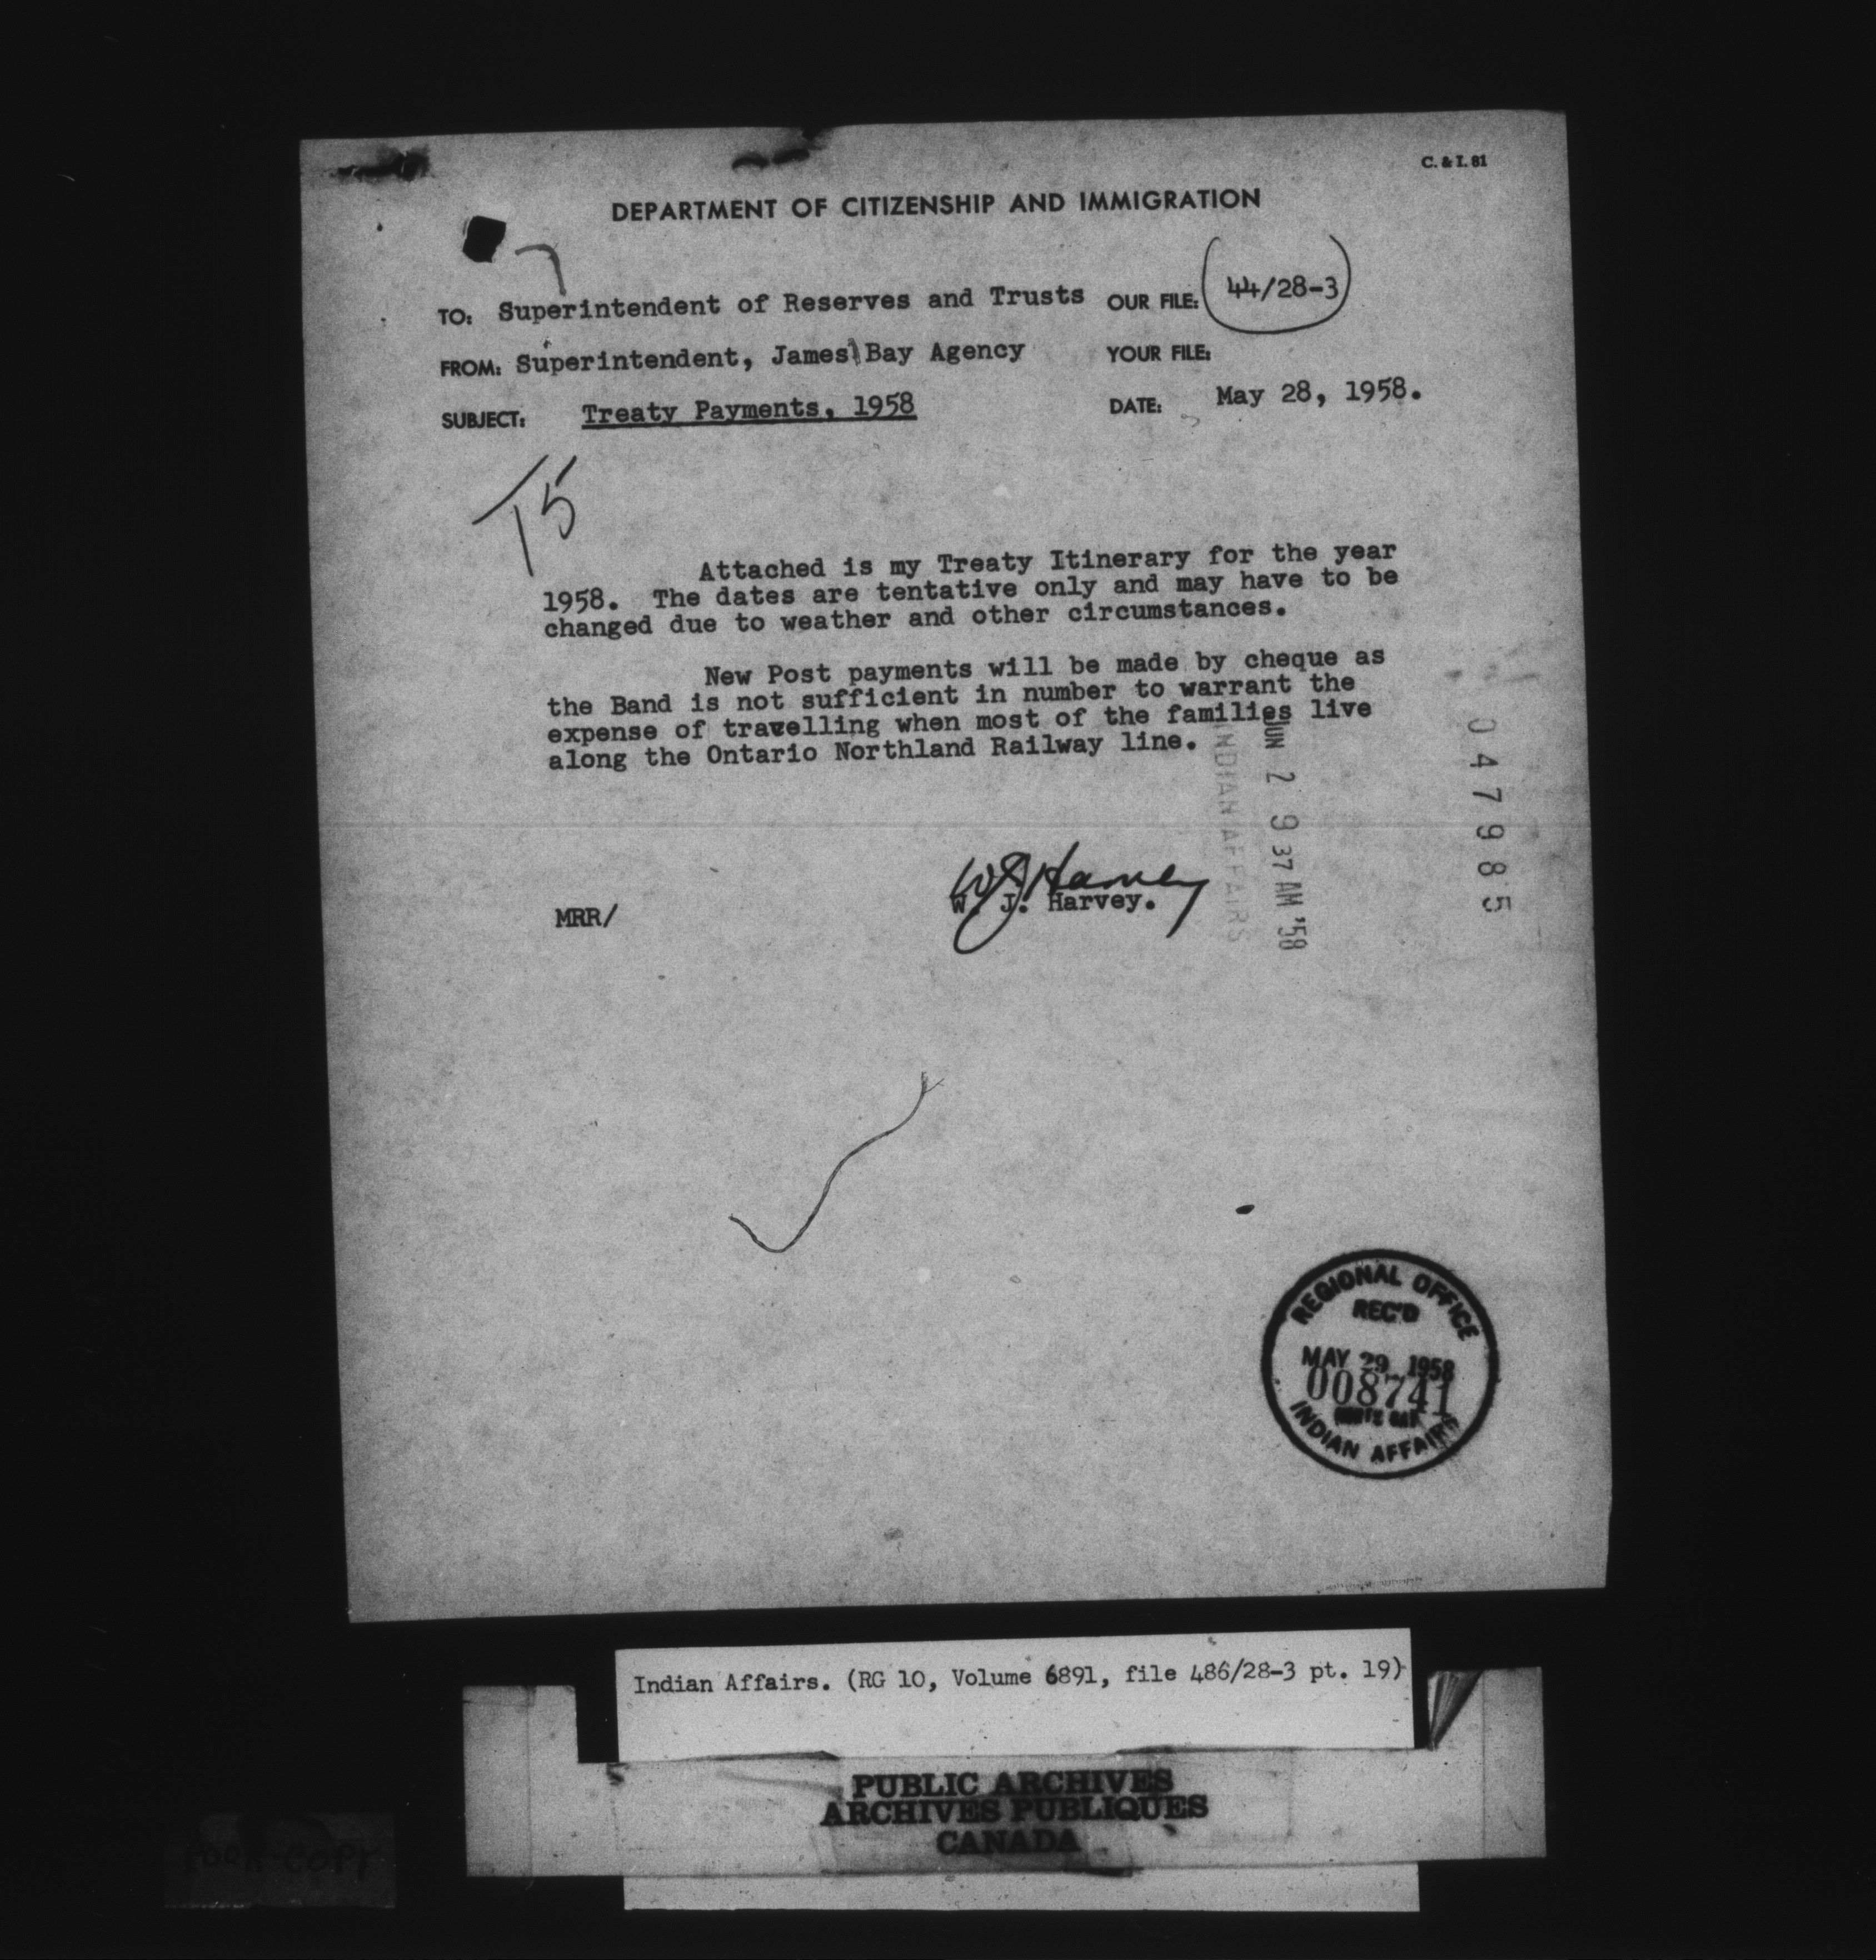 C. & I. 81
DEPARTMENT OF CITIZENSHIP AND IMMIGRATION
TO: Superintendent of Reserves and Trusts OUR FILE: 44/28-3
FROM: Superintendent, James Bay Agency YOUR FILE:
SUBJECT: Treaty Payments, 1958 DATE: May 28, 1958.
T5
Attached is my Treaty Itinerary for the year
1958. The dates are tentative only and may have to be
changed due to weather and other circumstances.
New Post payments will be made by cheque as
the Band is not sufficient in number to warrant the
expense of travelling when most of the families live
along the Ontario Northland Railway line.
INDIAN AFFAIRS
JUN 2 9 37 AM '58
047985
WJ Harvey
MRR/ W. J. Harvey.
REGIONAL OFFICE
REC'D
MAY 29 1958
008741
INDIAN AFFAIRS
Indian Affairs. (RG 10, Volume 6891, file 486/28-3 pt. 19)
PUBLIC ARCHIVES
ARCHIVES PUBLIQUES
CANADA
POOR COPY